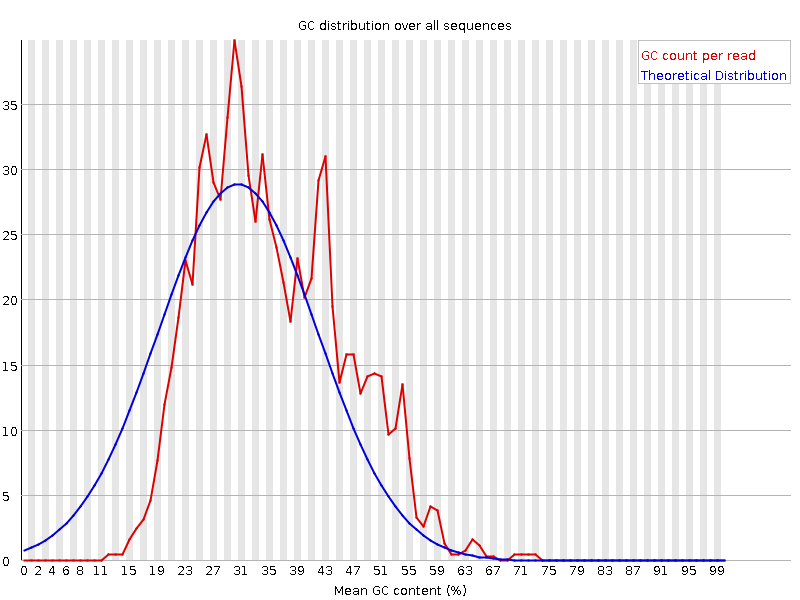 GC distribution over all sequences
GC count per read
Theoretical Distribution
35
30
25
20
15
10
5
0
0 2 3 4 6 8 9 11 15 19 23 27 31 35 39 43 47 51 55 59 63 67 71 75 79 83 87 91 95 99
Mean GC content (%)